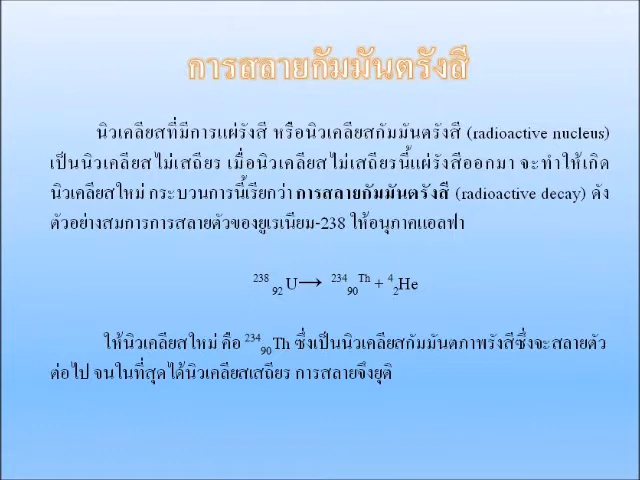 การสลายกัมมันตรังสี
นิวเคลียสที่มีการแผ่รังสี หรือนิวเคลียสกัมมันตรังสี (radioactive nucleus)
เป็นนิวเคลียสไม่เสถียร เมื่อนิวเคลียสไม่เสถียรนี้แผ่รังสีออกมา จะทำให้เกิด
นิวเคลียสใหม่ กระบวนการนี้เรียกว่า การสลายกัมมันตรังสี (radioactive decay) ดัง
ตัวอย่างสมการการสลายตัวของยูเรเนียม-238 ให้อนุภาคแอลฟา
²³⁸₉₂U→ ²³⁴₉₀Th + ⁴₂He
ให้นิวเคลียสใหม่ คือ ²³⁴₉₀Th ซึ่งเป็นนิวเคลียสกัมมันตภาพรังสีซึ่งจะสลายตัว
ต่อไป จนในที่สุดได้นิวเคลียสเสถียร การสลายจึงยุติ